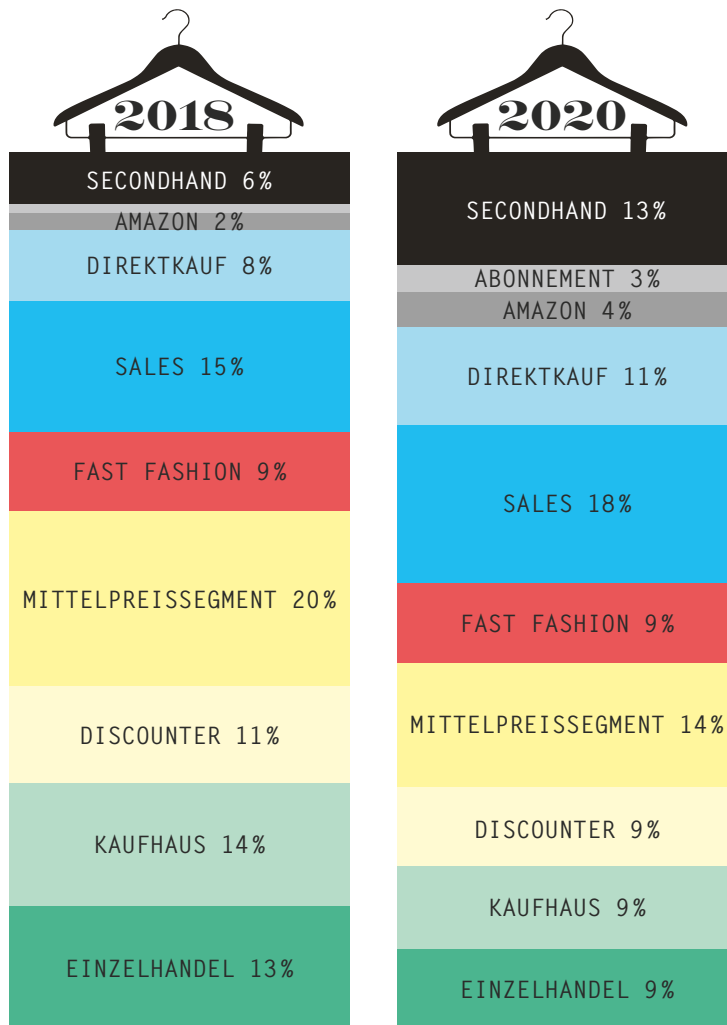 2018
SECONDHAND 6%
AMAZON 2%
DIREKTKAUF 8%
SALES 15%
FAST FASHION 9%
MITTELPREISSEGMENT 20%
DISCOUNTER 11%
KAUFHAUS 14%
EINZELHANDEL 13%
2020
SECONDHAND 13%
ABONNEMENT 3%
AMAZON 4%
DIREKTKAUF 11%
SALES 18%
FAST FASHION 9%
MITTELPREISSEGMENT 14%
DISCOUNTER 9%
KAUFHAUS 9%
EINZELHANDEL 9%